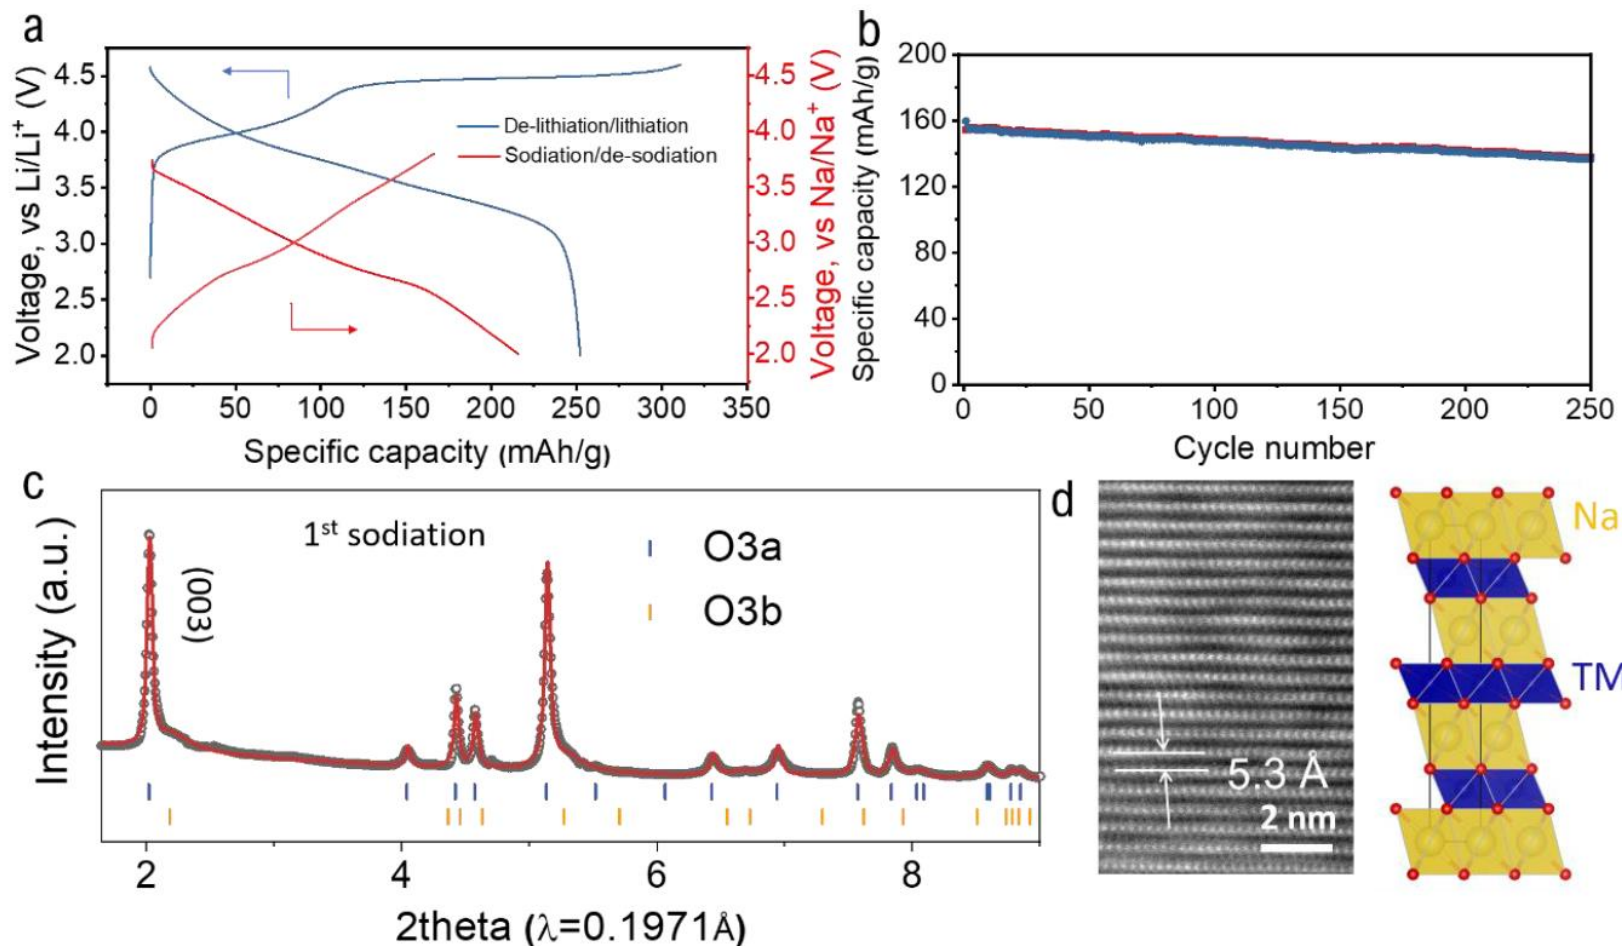 a
Voltage, vs Li/Li⁺ (V)
4.5
4.0
3.5
3.0
2.5
2.0
De-lithiation/lithiation
Sodiation/de-sodiation
4.5
4.0
3.5
3.0
2.5
2.0
Voltage, vs Na/Na⁺ (V)
0 50 100 150 200 250 300 350
Specific capacity (mAh/g)
b
Specific capacity (mAh/g)
200
160
120
80
40
0
0 50 100 150 200 250
Cycle number
c
Intensity (a.u.)
1st sodiation
(003)
O3a
O3b
2 4 6 8
2theta (λ=0.1971Å)
d
5.3 Å
2 nm
Na
TM